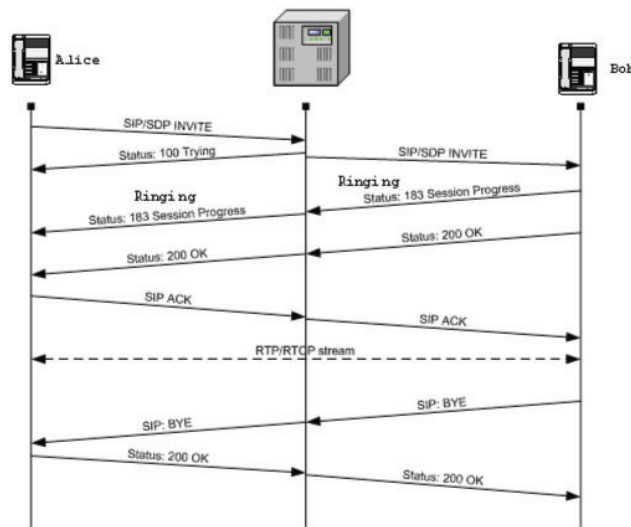 Alice
Bob
SIP/SDP INVITE
Status: 100 Trying
SIP/SDP INVITE
Ringing
Status: 183 Session Progress
Ringing
Status: 183 Session Progress
Status: 200 OK
Status: 200 OK
SIP ACK
SIP ACK
RTP/RTCP stream
SIP: BYE
SIP: BYE
Status: 200 OK
Status: 200 OK